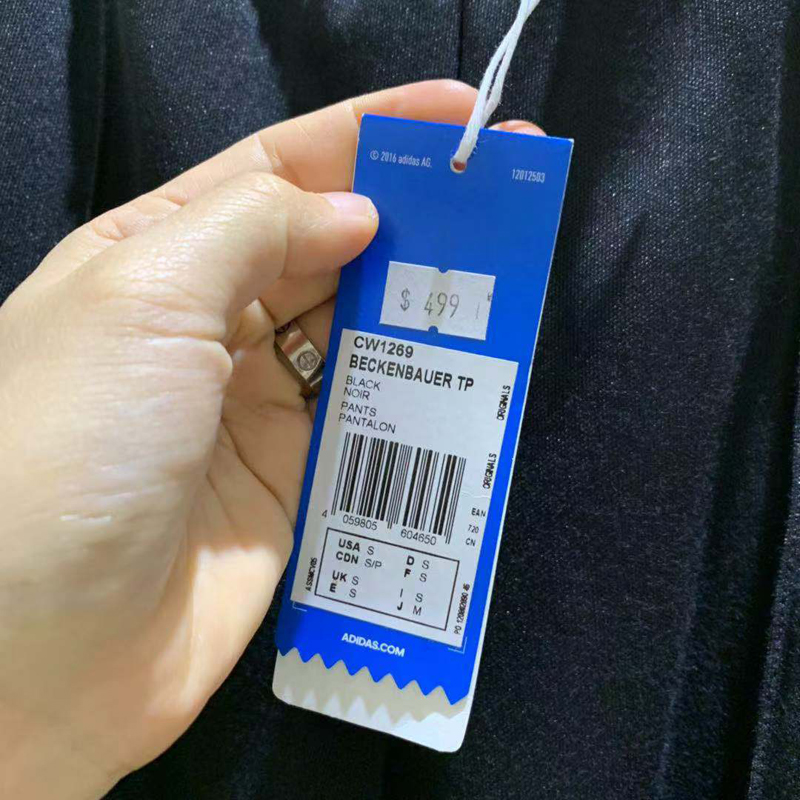 © 2016 adidas AG.
12012503
$ 499
CW1269
BECKENBAUER TP
BLACK
NOIR
PANTS
PANTALON
ORIGINALS
ORIGINALS
4 059805 604650
EAN
720
CN
USA S D S
CDN S/P F S
UK S I S
E S J M
ADIDAS.COM